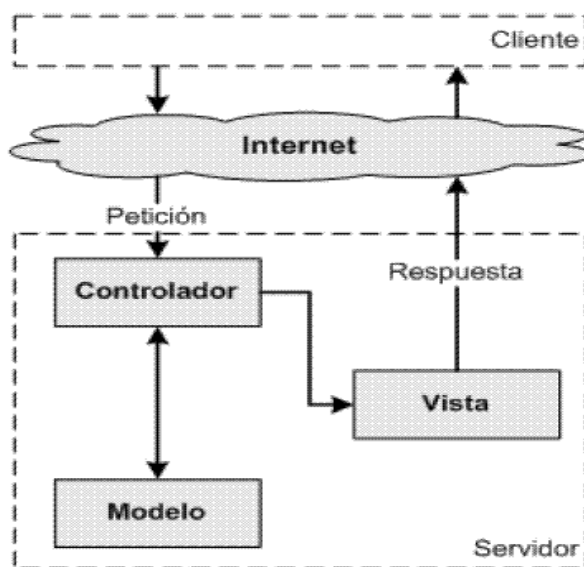 Cliente
Internet
Petición
Controlador
Respuesta
Vista
Modelo
Servidor